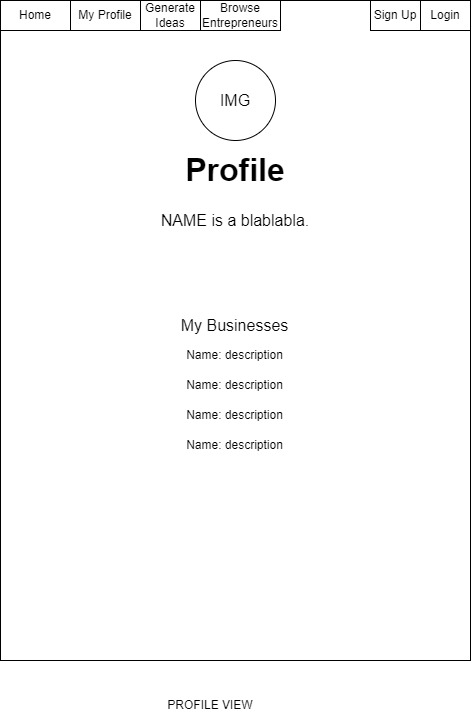 Home
My Profile
Generate
Ideas
Browse
Entrepreneurs
Sign Up
Login
IMG
Profile
NAME is a blablabla.
My Businesses
Name: description
Name: description
Name: description
Name: description
PROFILE VIEW